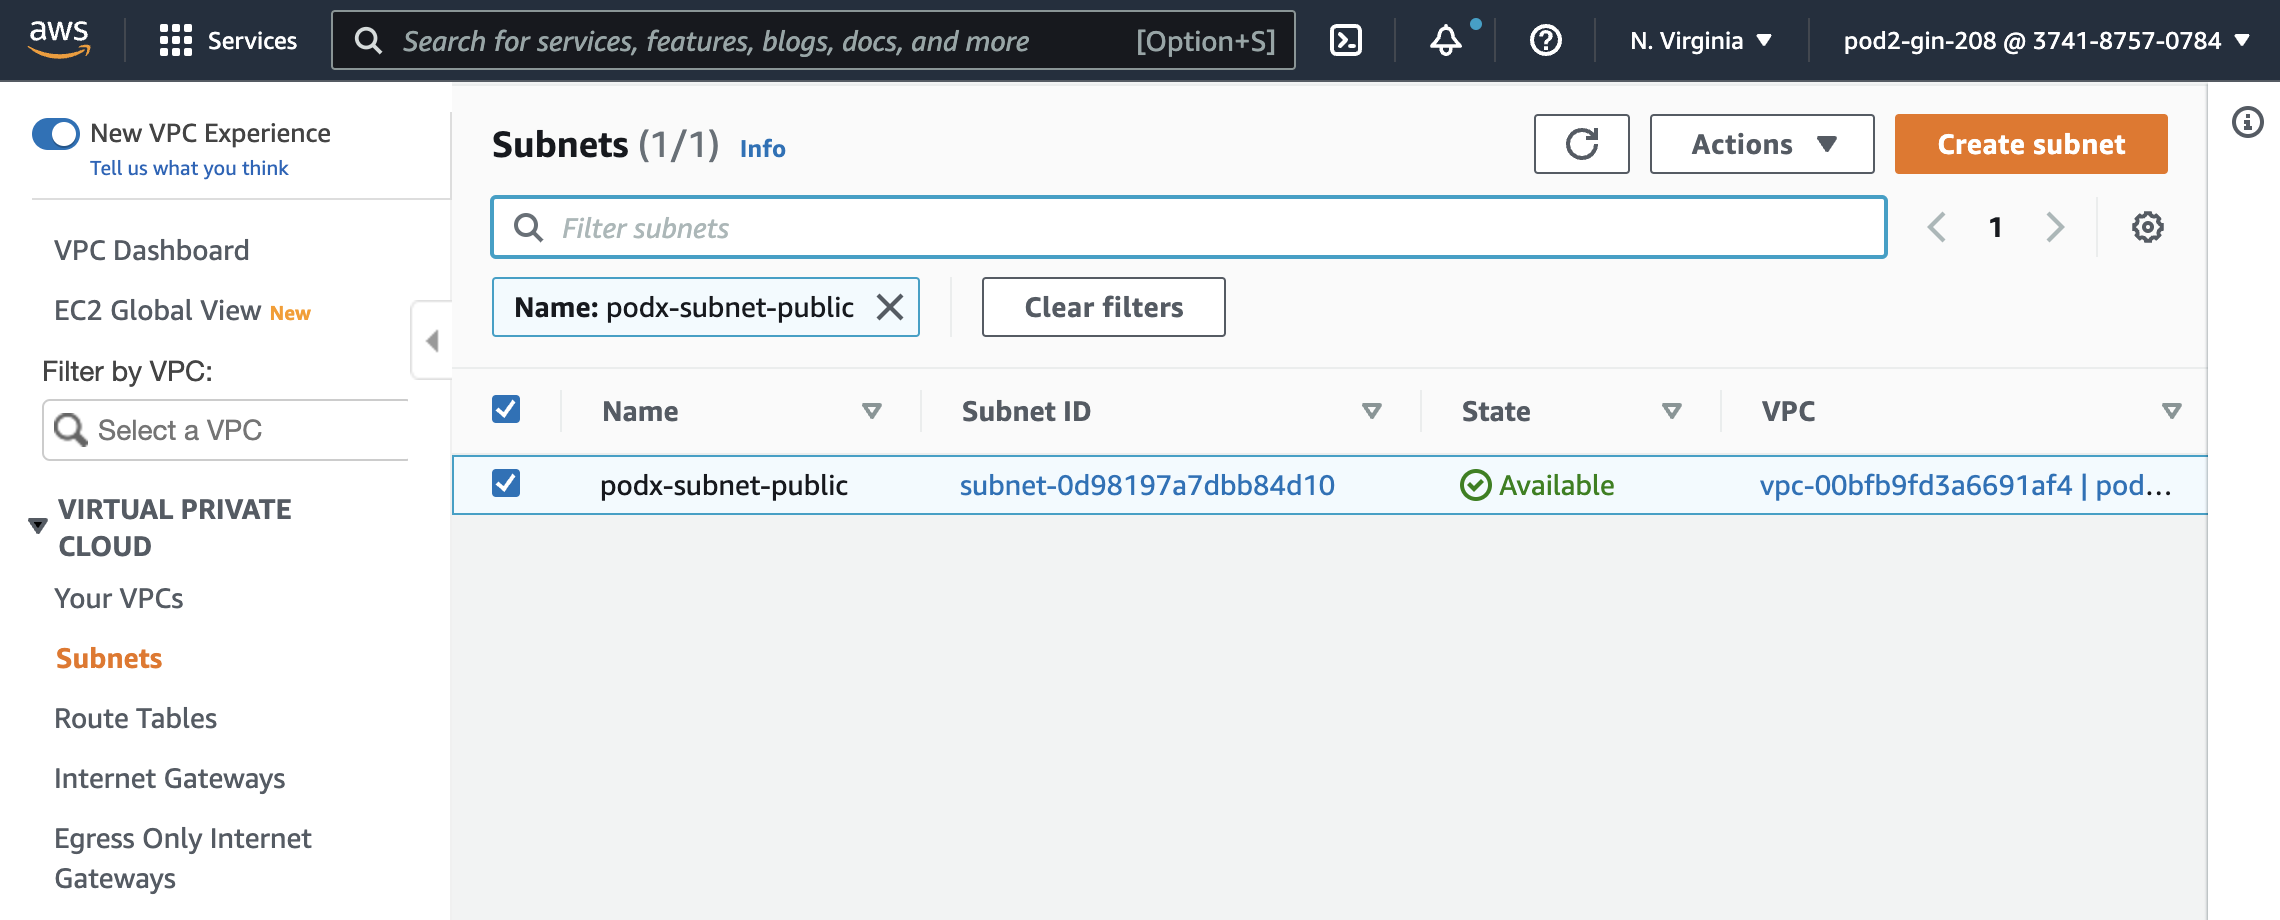 aws
Services
Search for services, features, blogs, docs, and more
[Option+S]
N. Virginia
pod2-gin-208 @ 3741-8757-0784
New VPC Experience
Tell us what you think
VPC Dashboard
EC2 Global View New
Filter by VPC:
Select a VPC
VIRTUAL PRIVATE
CLOUD
Your VPCs
Subnets
Route Tables
Internet Gateways
Egress Only Internet
Gateways
Subnets (1/1) Info
Actions
Create subnet
Filter subnets
1
Name: podx-subnet-public
Clear filters
Name Subnet ID State VPC
podx-subnet-public subnet-0d98197a7dbb84d10 Available vpc-00bfb9fd3a6691af4 | pod...